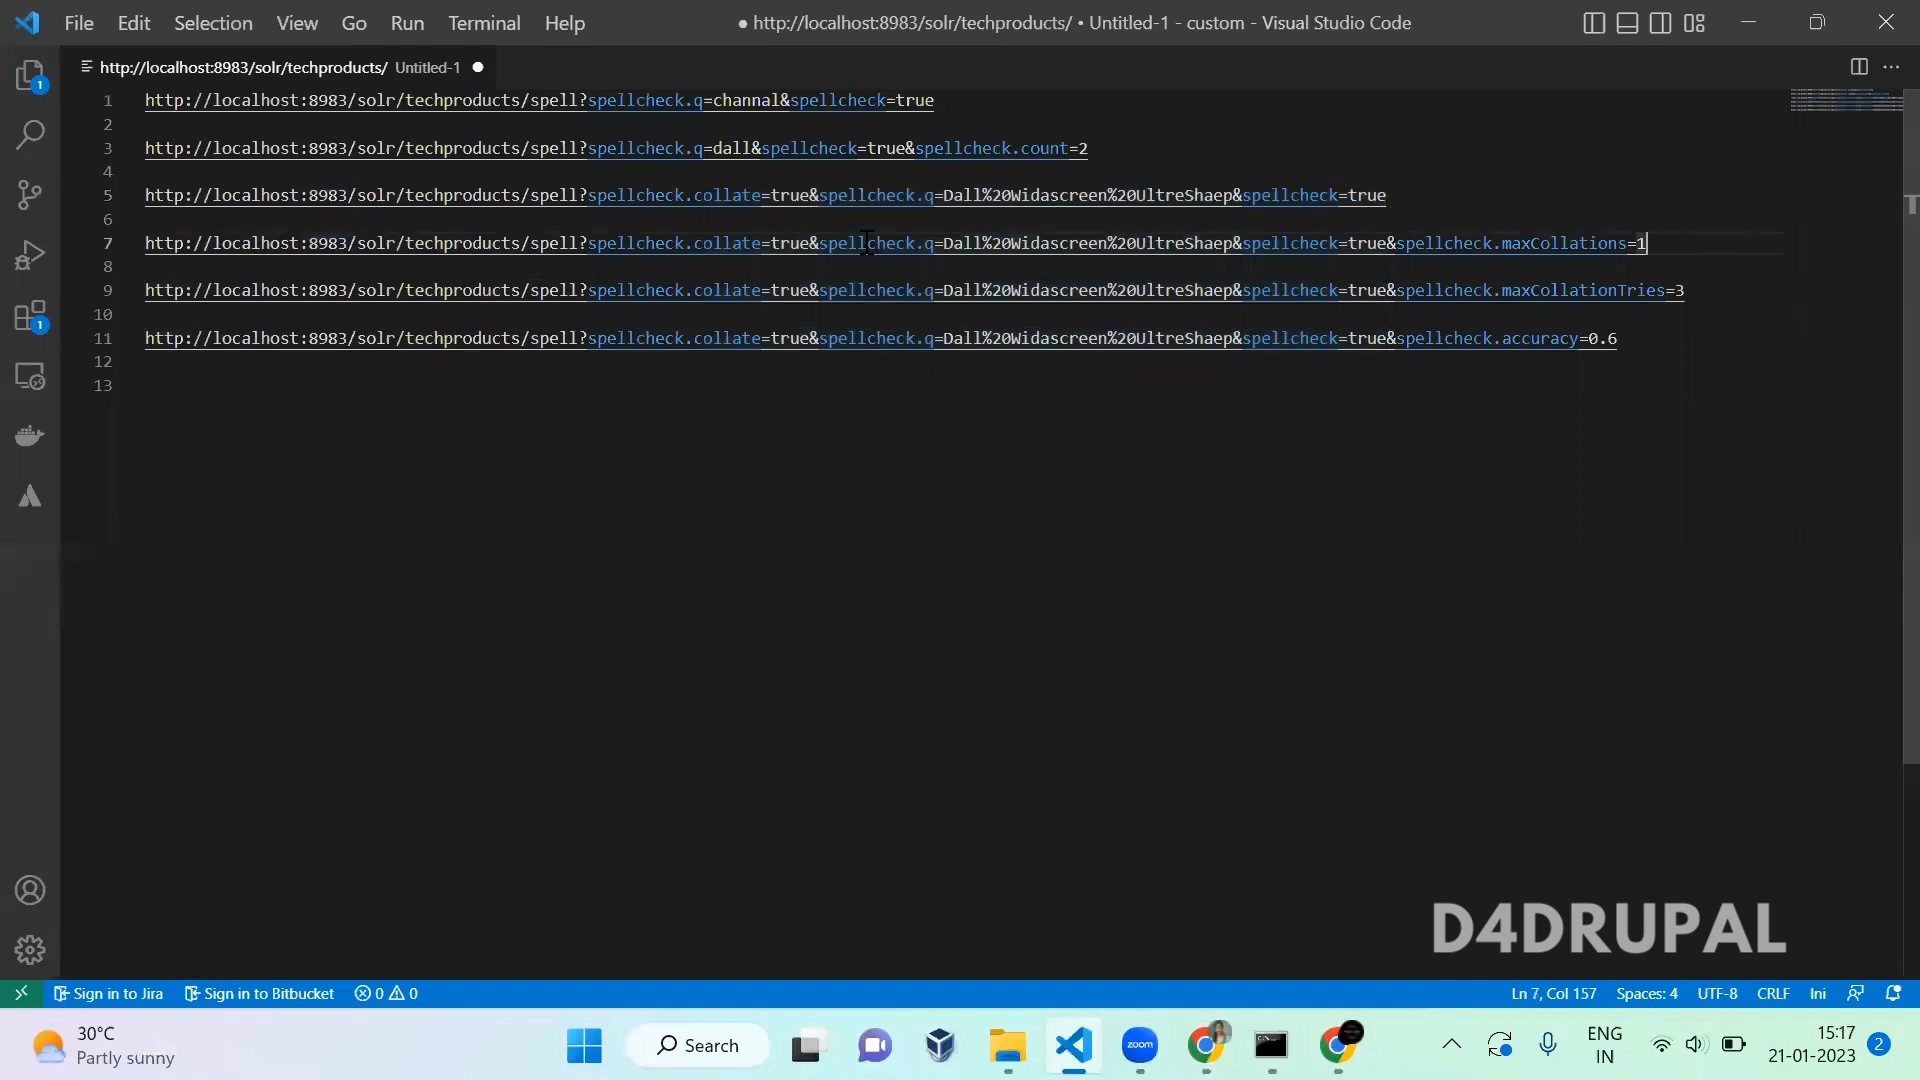 File Edit Selection View Go Run Terminal Help
● http://localhost:8983/solr/techproducts/ • Untitled-1 - custom - Visual Studio Code
http://localhost:8983/solr/techproducts/ Untitled-1 ●
1 http://localhost:8983/solr/techproducts/spell?spellcheck.q=channal&spellcheck=true
2
3 http://localhost:8983/solr/techproducts/spell?spellcheck.q=dall&spellcheck=true&spellcheck.count=2
4
5 http://localhost:8983/solr/techproducts/spell?spellcheck.collate=true&spellcheck.q=Dall%20Widascreen%20UltreShaep&spellcheck=true
6
7 http://localhost:8983/solr/techproducts/spell?spellcheck.collate=true&spellcheck.q=Dall%20Widascreen%20UltreShaep&spellcheck=true&spellcheck.maxCollations=1
8
9 http://localhost:8983/solr/techproducts/spell?spellcheck.collate=true&spellcheck.q=Dall%20Widascreen%20UltreShaep&spellcheck=true&spellcheck.maxCollationTries=3
10
11 http://localhost:8983/solr/techproducts/spell?spellcheck.collate=true&spellcheck.q=Dall%20Widascreen%20UltreShaep&spellcheck=true&spellcheck.accuracy=0.6
12
13
1
1
D4DRUPAL
Sign in to Jira Sign in to Bitbucket 0 0 Ln 7, Col 157 Spaces: 4 UTF-8 CRLF Ini
30°C
Partly sunny
Search
zoom
ENG
IN
15:17
21-01-2023
2